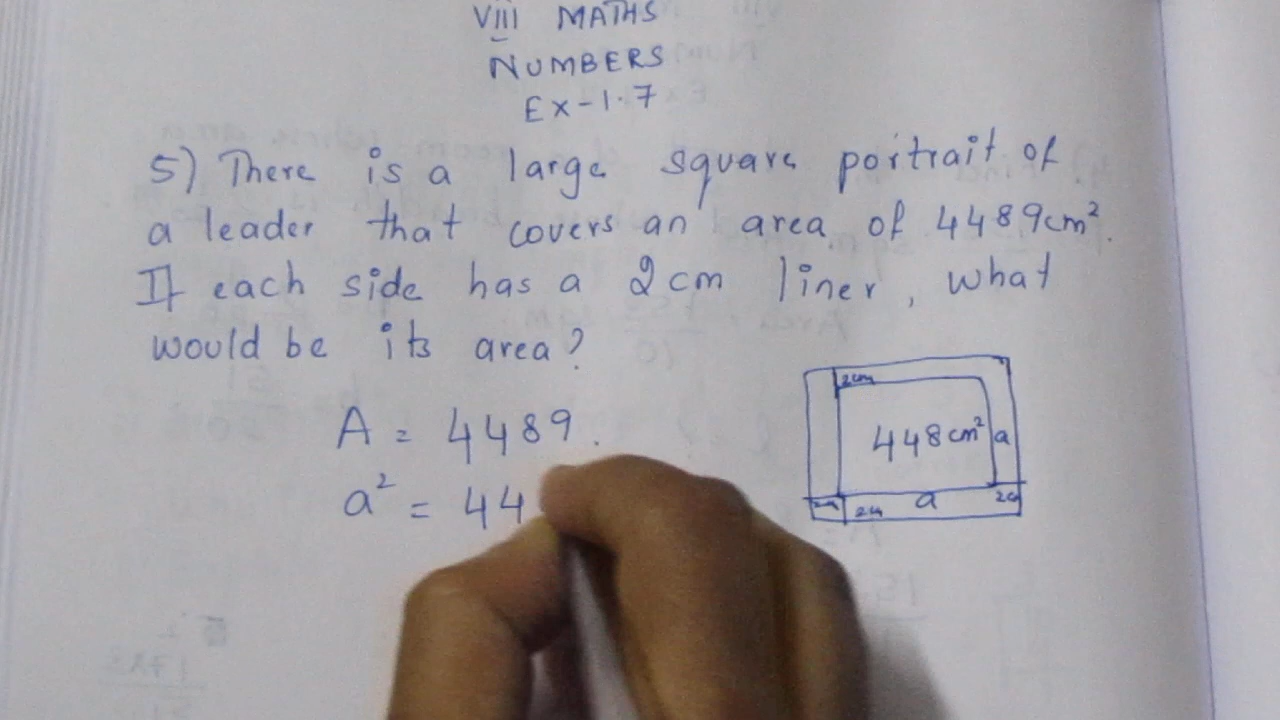 VIII MATHS
NUMBERS
Ex-1.7
5) There is a large square portrait of
a leader that covers an area of 4489cm².
If each side has a 2cm liner, what
would be its area?
A = 4489.
a² = 44
2cm
448cm²
a
2cm
2cm
a